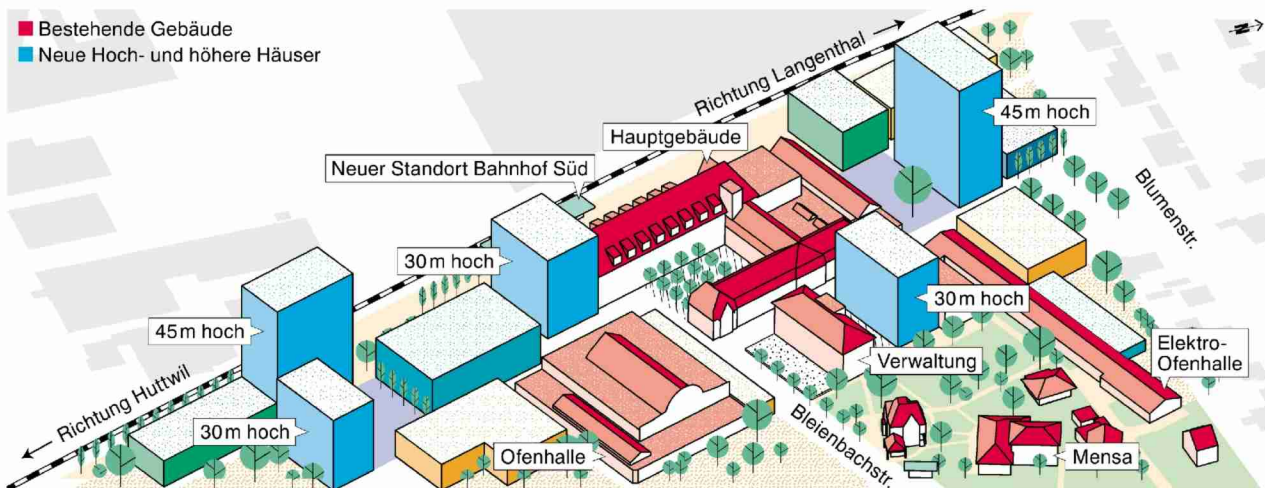 Bestehende Gebäude
Neue Hoch- und höhere Häuser
N
Richtung Langenthal
45 m hoch
Hauptgebäude
Neuer Standort Bahnhof Süd
Blumenstr.
30 m hoch
30 m hoch
45 m hoch
Verwaltung
Elektro-
Ofenhalle
Richtung Huttwil
30 m hoch
Ofenhalle
Bleienbachstr.
Mensa